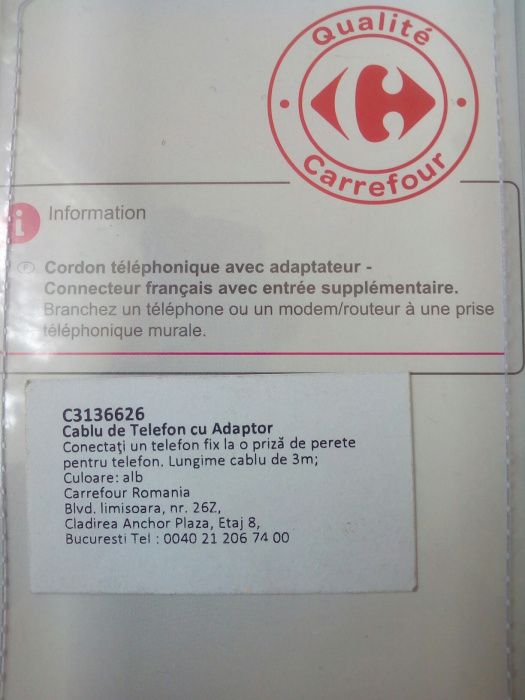 Qualité
Carrefour
i Information
F Cordon téléphonique avec adaptateur -
Connecteur français avec entrée supplémentaire.
Branchez un téléphone ou un modem/routeur à une prise
téléphonique murale.
C3136626
Cablu de Telefon cu Adaptor
Conectați un telefon fix la o priză de perete
pentru telefon. Lungime cablu de 3m;
Culoare: alb
Carrefour Romania
Blvd. limisoara, nr. 26Z,
Cladirea Anchor Plaza, Etaj 8,
Bucuresti Tel : 0040 21 206 74 00